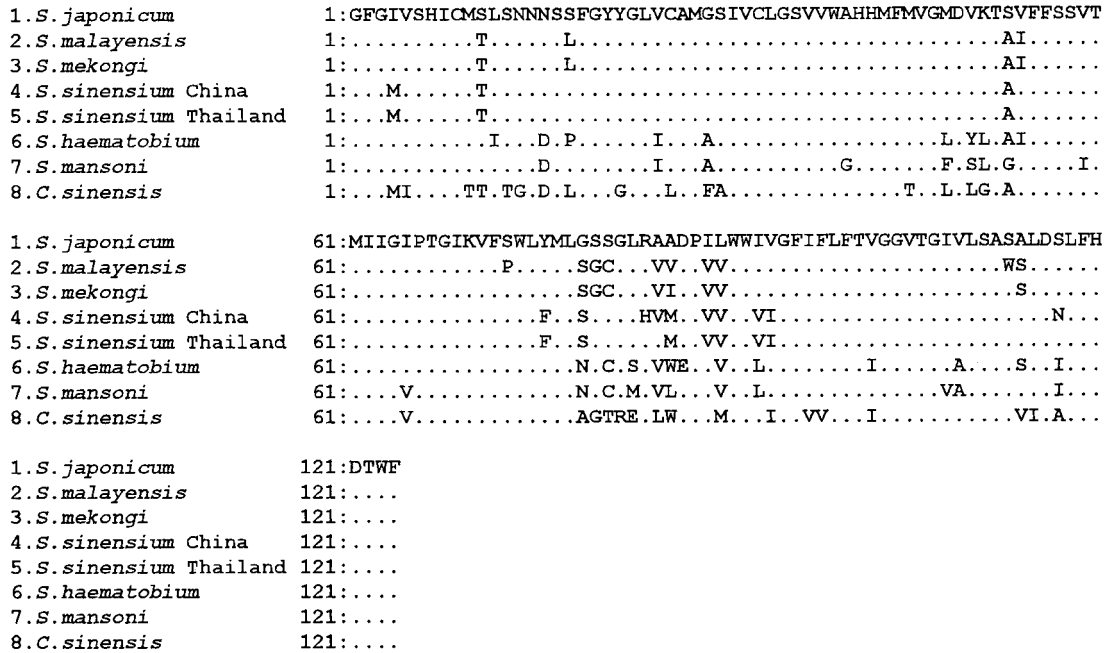 1.S.japonicum 1:GFGIVSHICMSLSNNNSSFGYYGLVCAMGSIVCLGSVVWAHHMFMVGMDVKTSVFFSSVT
2.S.malayensis 1:..........T......L..................................AI......
3.S.mekongi 1:..........T......L..................................AI......
4.S.sinensium China 1:...M......T.........................................A.......
5.S.sinensium Thailand 1:...M......T.........................................A.......
6.S.haematobium 1:...........I...D.P......I...A..................L.YL.AI......
7.S.mansoni 1:...............D........I...A..........G.......F.SL.G.....I.
8.C.sinensis 1:...MI....TT.TG.D.L...G...L..FA..............T..L.LG.A.......
1.S.japonicum 61:MIIGIPTGIKVFSWLYMLGSSGLRAADPILWWIVGFIFLFTVGGVTGIVLSASALDSLFH
2.S.malayensis 61:............P.....SGC...VV..VV......................WS......
3.S.mekongi 61:..................SGC...VI..VV.......................S......
4.S.sinensium China 61:...............F..S....HVM..VV..VI......................N...
5.S.sinensium Thailand 61:...............F..S......M..VV..VI..........................
6.S.haematobium 61:..................N.C.S.VWE..V..L........I......A....S..I...
7.S.mansoni 61:....V.............N.C.M.VL...V..L..............VA.......I...
8.C.sinensis 61:....V.............AGTRE.LW...M...I..VV...I...........VI.A...
1.S.japonicum 121:DTWF
2.S.malayensis 121:....
3.S.mekongi 121:....
4.S.sinensium China 121:....
5.S.sinensium Thailand 121:....
6.S.haematobium 121:....
7.S.mansoni 121:....
8.C.sinensis 121:....